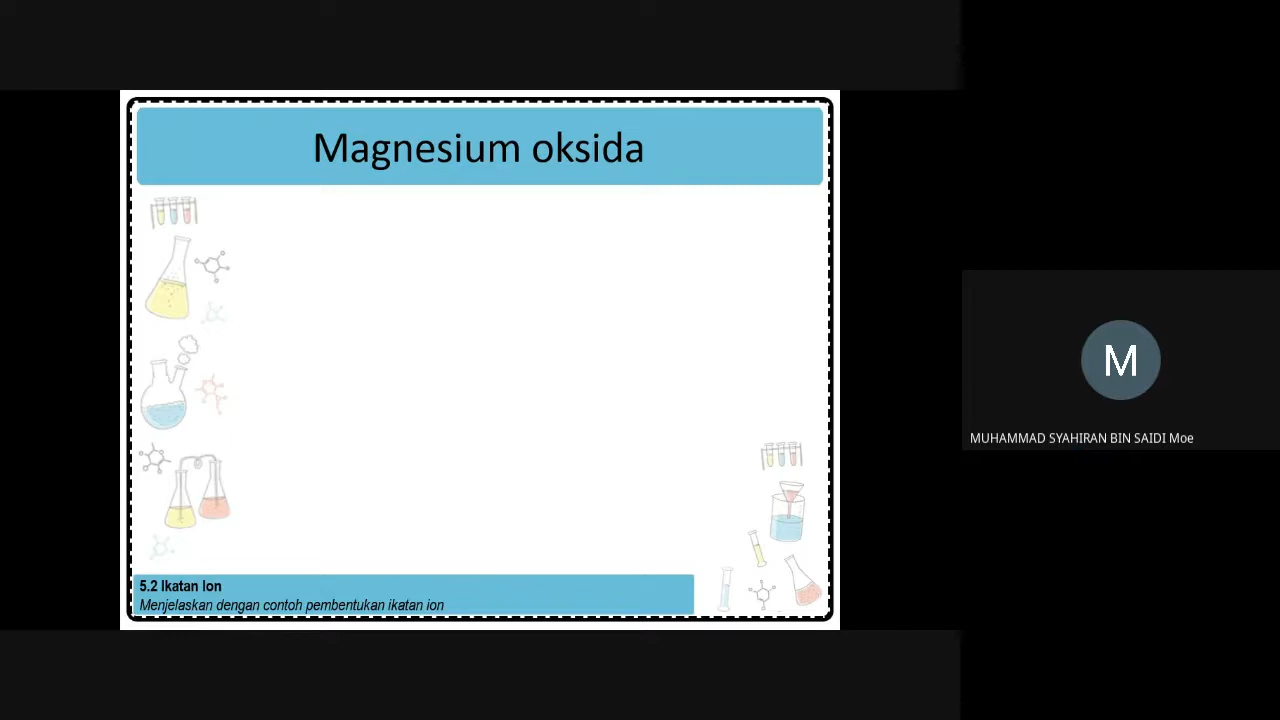 Magnesium oksida
M
MUHAMMAD SYAHIRAN BIN SAIDI Moe
5.2 Ikatan Ion
Menjelaskan dengan contoh pembentukan ikatan ion